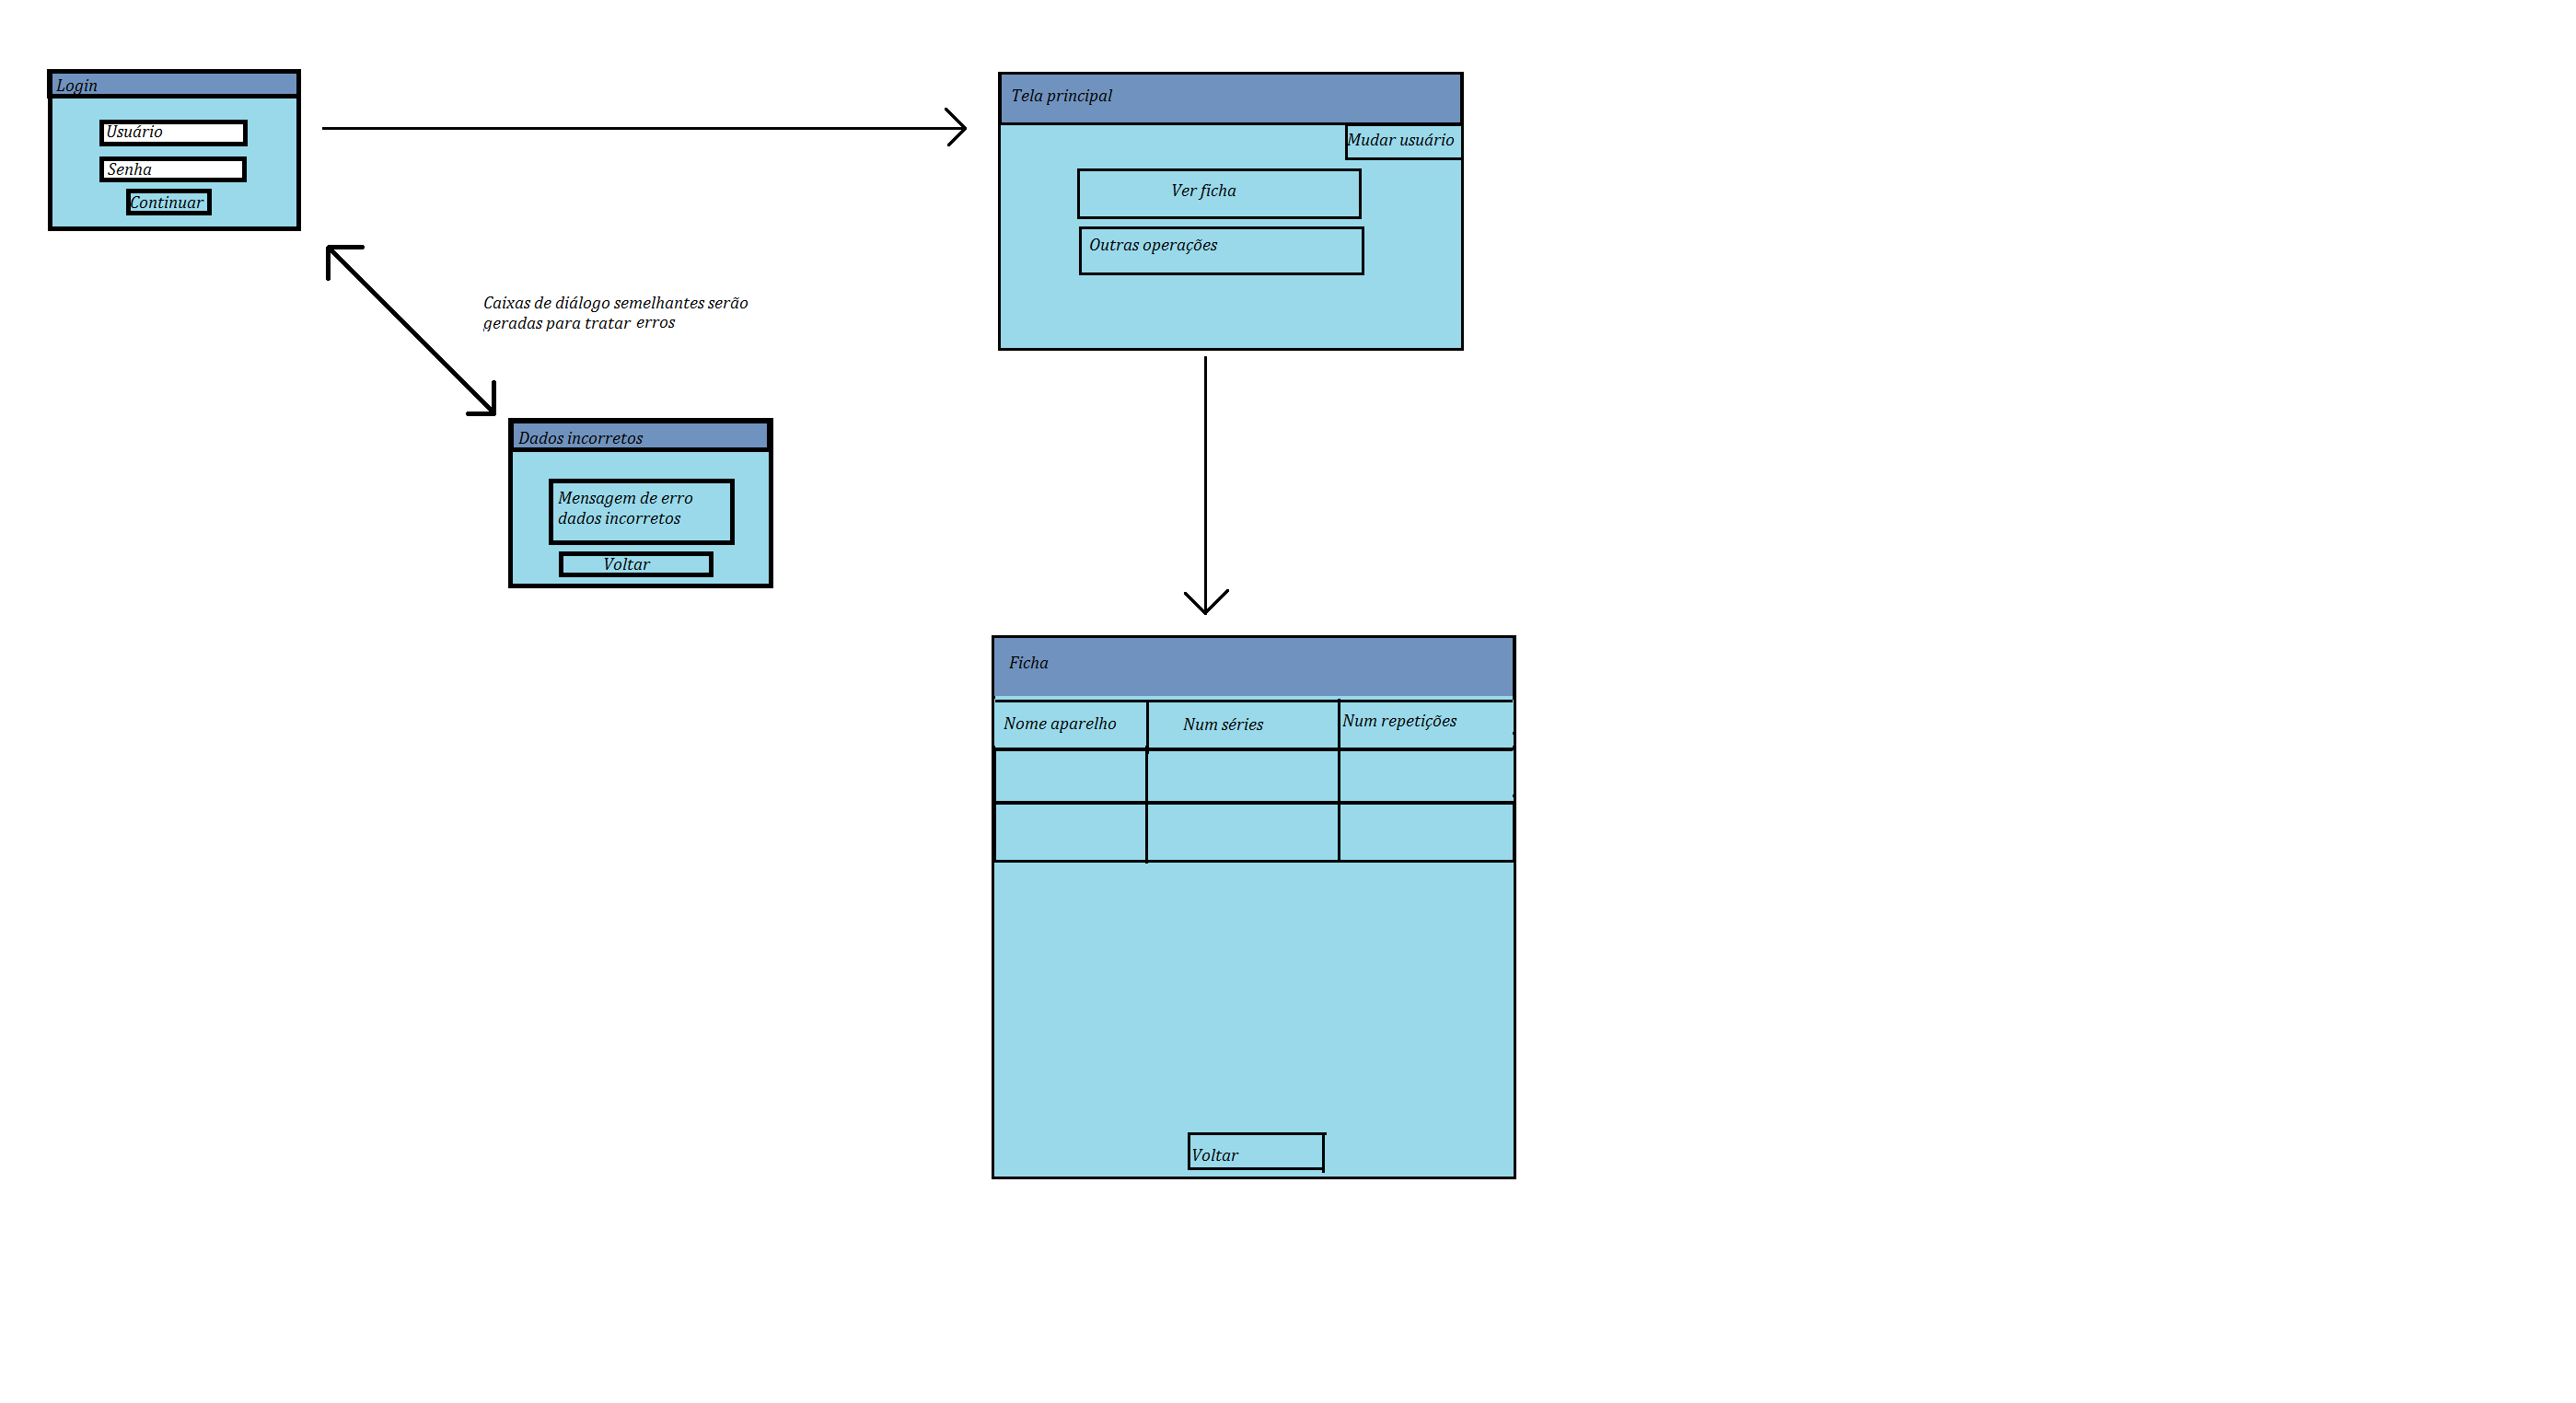 Login
Usuário
Senha
Continuar
Tela principal
Mudar usuário
Ver ficha
Outras operações
Caixas de diálogo semelhantes serão
geradas para tratar erros
Dados incorretos
Mensagem de erro
dados incorretos
Voltar
Ficha
Nome aparelho
Num séries
Num repetições
Voltar